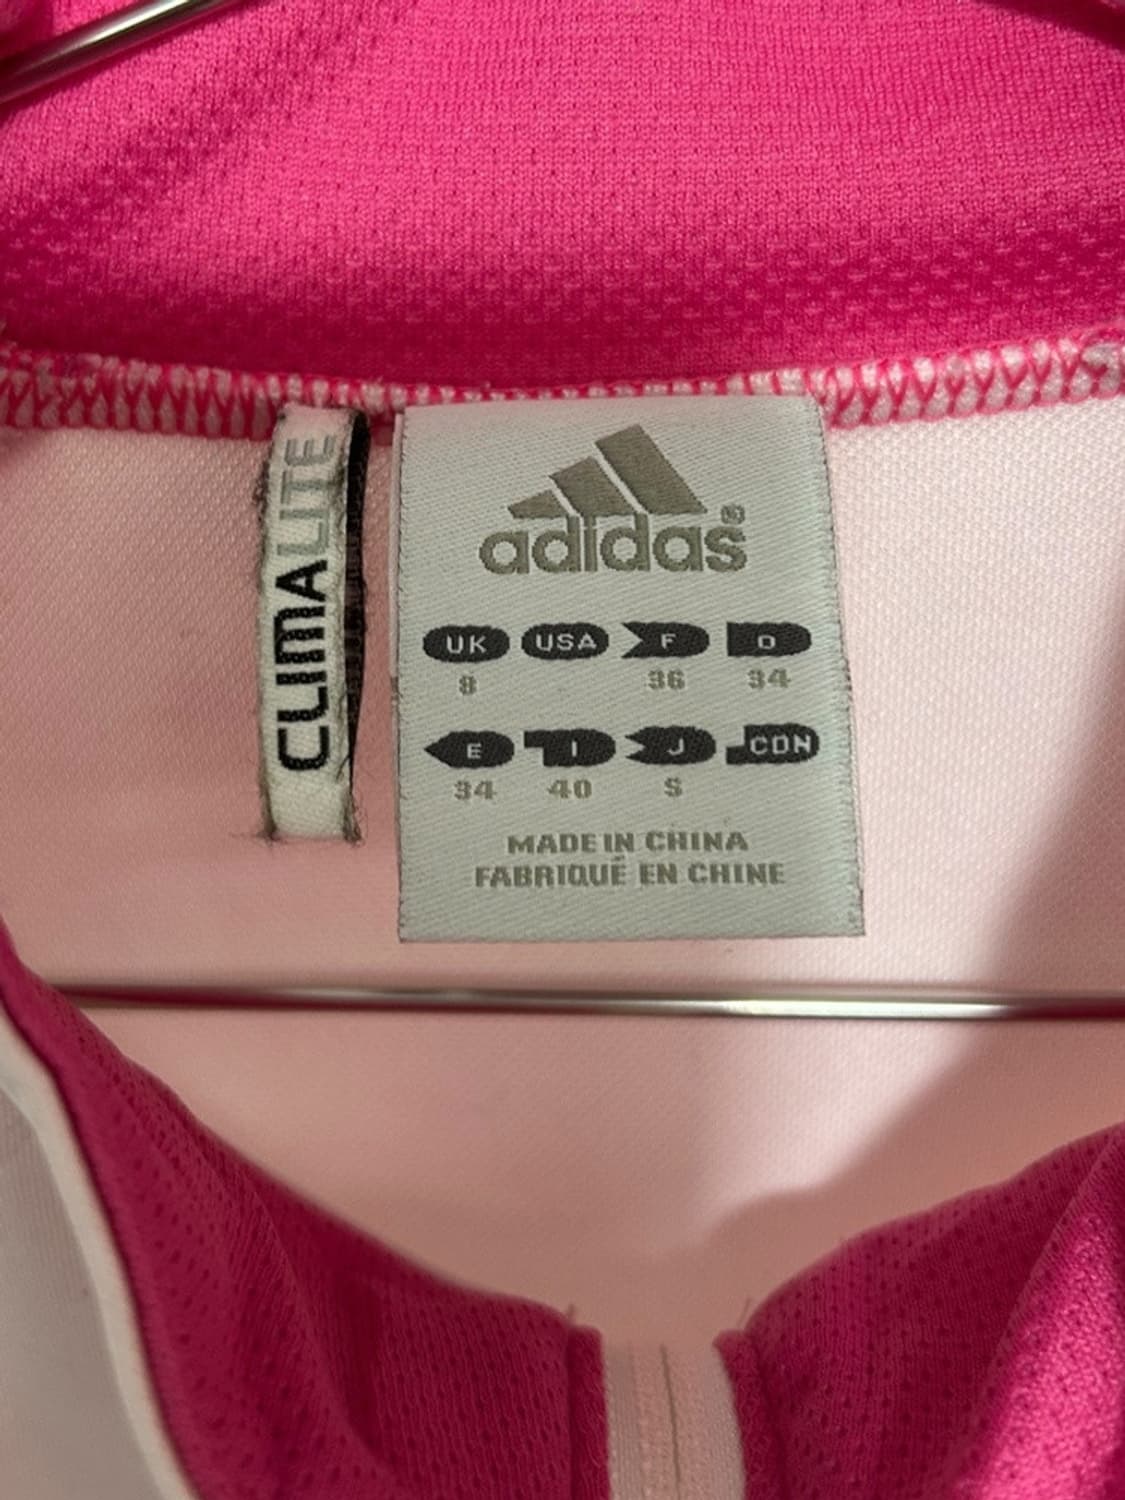 CLIMALITE
adidas®
UK USA F D
8 36 34
E I J CDN
34 40 S
MADE IN CHINA
FABRIQUÉ EN CHINE